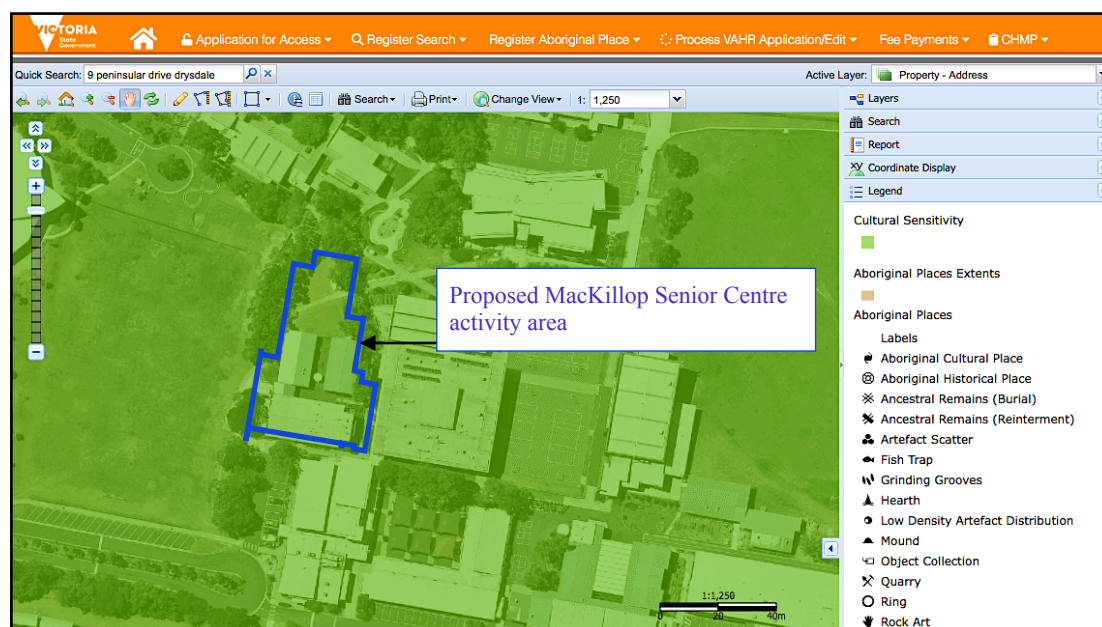 VICTORIA
State
Government
Application for Access
Register Search
Register Aboriginal Place
Process VAHR Application/Edit
Fee Payments
CHMP
Quick Search: 9 peninsular drive drysdale
Active Layer: Property - Address
Search
Print
Change View
1: 1,250
Layers
Search
Report
XY Coordinate Display
Legend
Cultural Sensitivity
Aboriginal Places Extents
Aboriginal Places
Labels
Aboriginal Cultural Place
Aboriginal Historical Place
Ancestral Remains (Burial)
Ancestral Remains (Reinterment)
Artefact Scatter
Fish Trap
Grinding Grooves
Hearth
Low Density Artefact Distribution
Mound
Object Collection
Quarry
Ring
Rock Art
Proposed MacKillop Senior Centre
activity area
1:1,250
0 20 40m